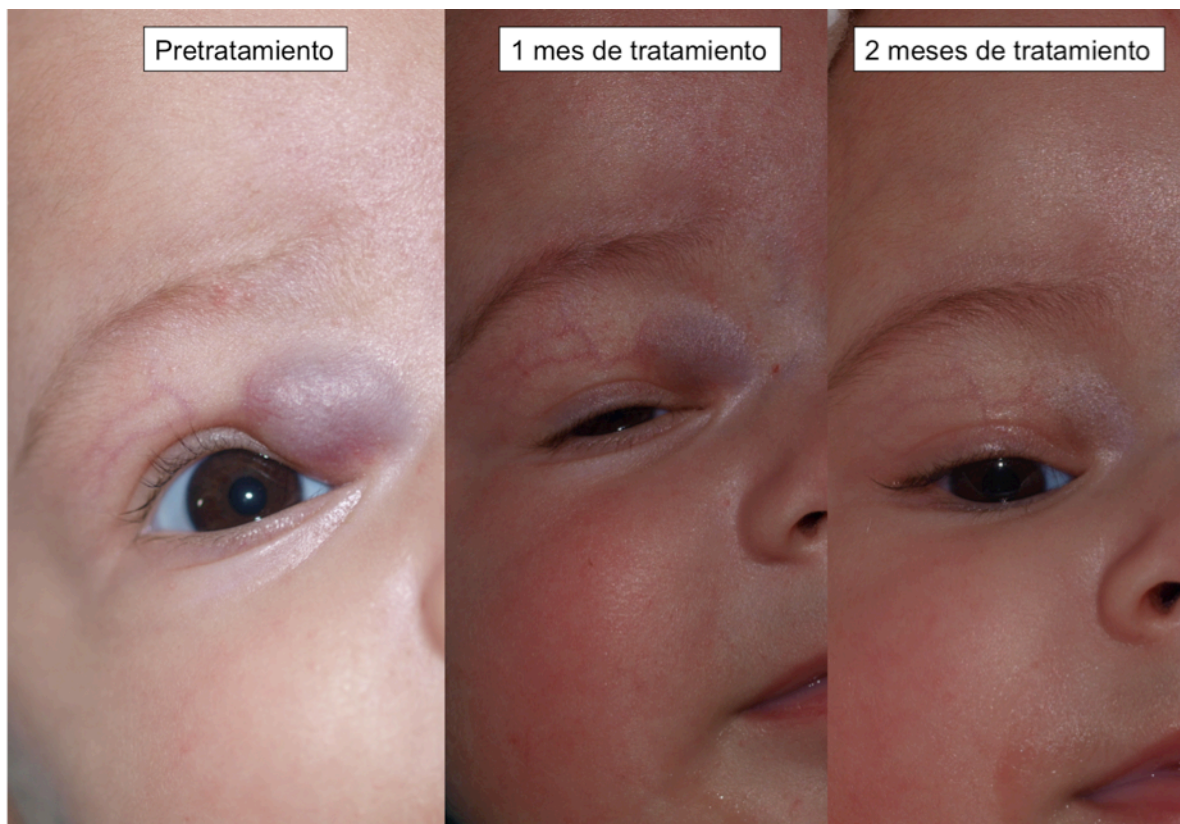 Pretratamiento
1 mes de tratamiento
2 meses de tratamiento